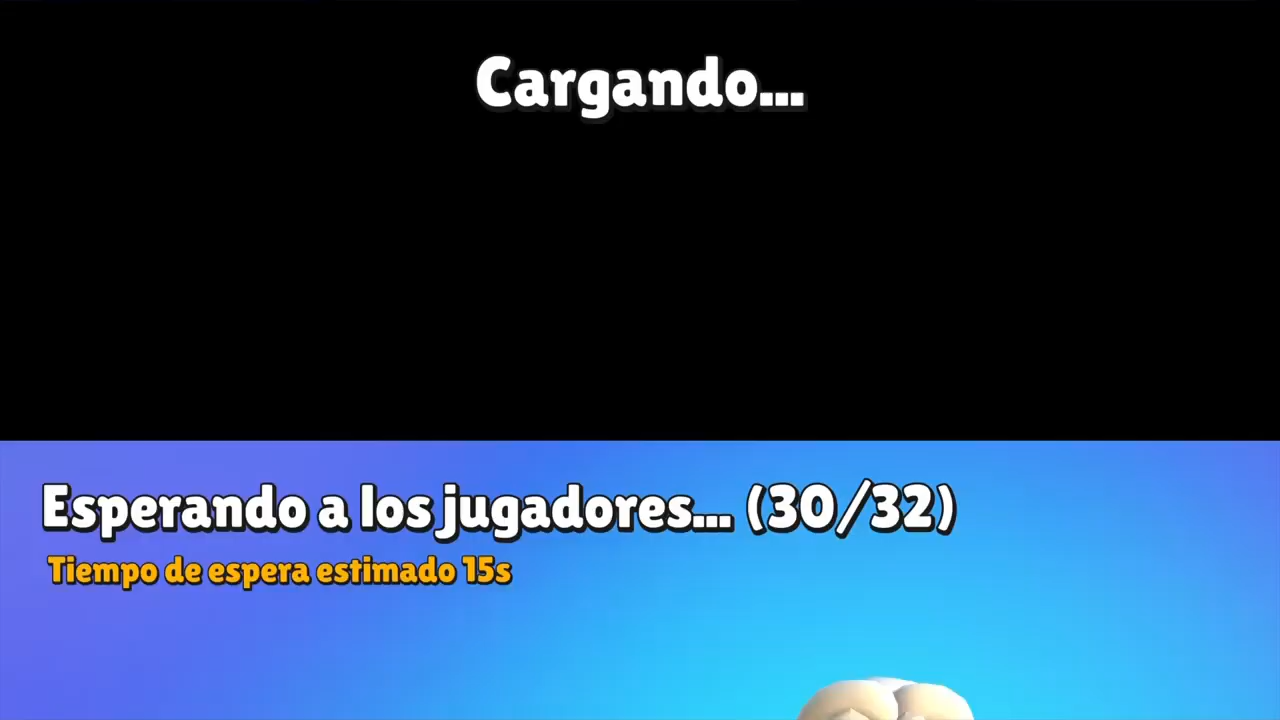 Cargando...
Esperando a los jugadores... (30/32)
Tiempo de espera estimado 15s